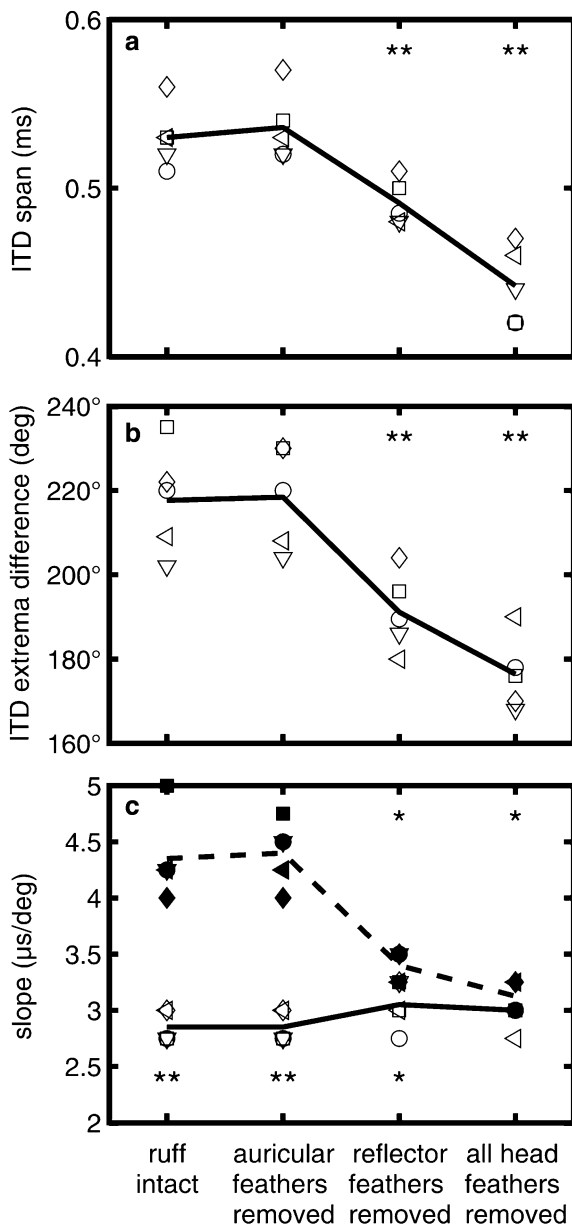 0.6
a
**
**
ITD span (ms)
0.5
0.4
240°
b
**
**
ITD extrema difference (deg)
220°
200°
180°
160°
5
c
*
*
4.5
slope (µs/deg)
4
3.5
3
2.5
**
**
*
2
ruff auricular reflector all head
intact feathers feathers feathers
removed removed removed